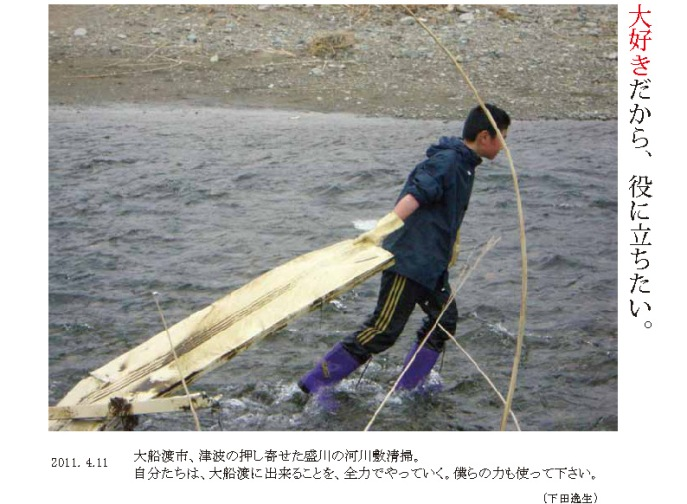 大好きだから、役に立ちたい。
2011. 4.11
大船渡市、津波の押し寄せた盛川の河川敷清掃。
自分たちは、大船渡に出来ることを、全力でやっていく。僕らの力も使って下さい。
（下田逸生）